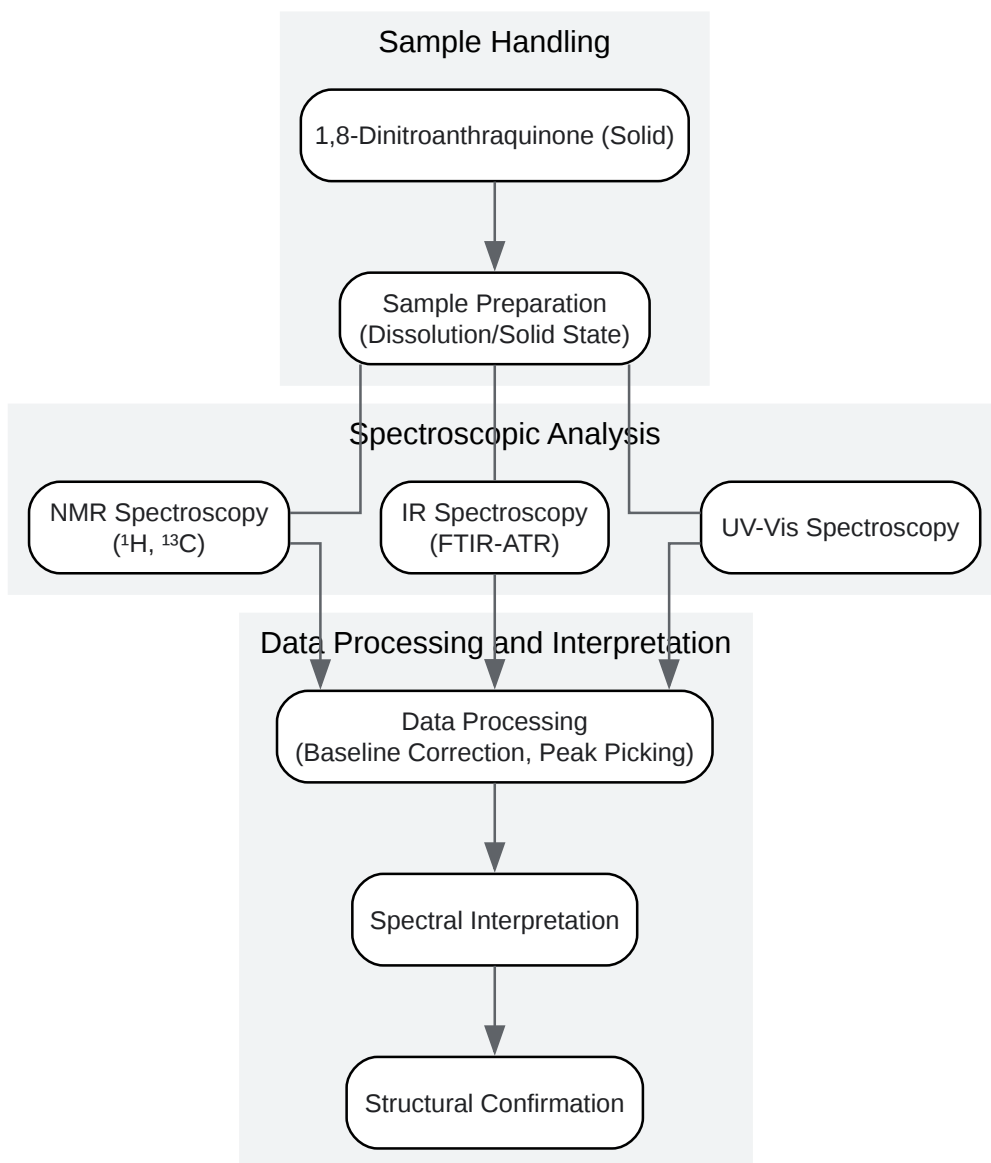 Sample Handling
1,8-Dinitroanthraquinone (Solid)
Sample Preparation
(Dissolution/Solid State)
Spectroscopic Analysis
NMR Spectroscopy
(¹H, ¹³C)
IR Spectroscopy
(FTIR-ATR)
UV-Vis Spectroscopy
Data Processing and Interpretation
Data Processing
(Baseline Correction, Peak Picking)
Spectral Interpretation
Structural Confirmation